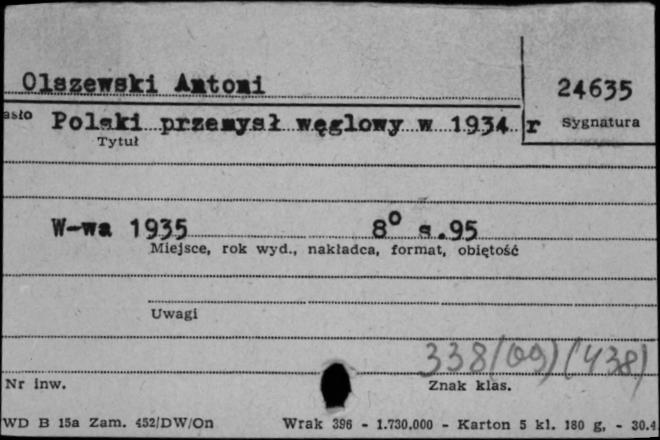 Olszewski Antoni
24635
asło Polski przemysł węglowy w 1934 r Sygnatura
Tytuł
W-wa 1935 8° s.95
Miejsce, rok wyd., nakładca, format, obiętość
Uwagi
338(09)(438)
Nr inw. Znak klas.
WD B 15a Zam. 452/DW/On Wrak 396 - 1.730.000 - Karton 5 kl. 180 g, - 30.4